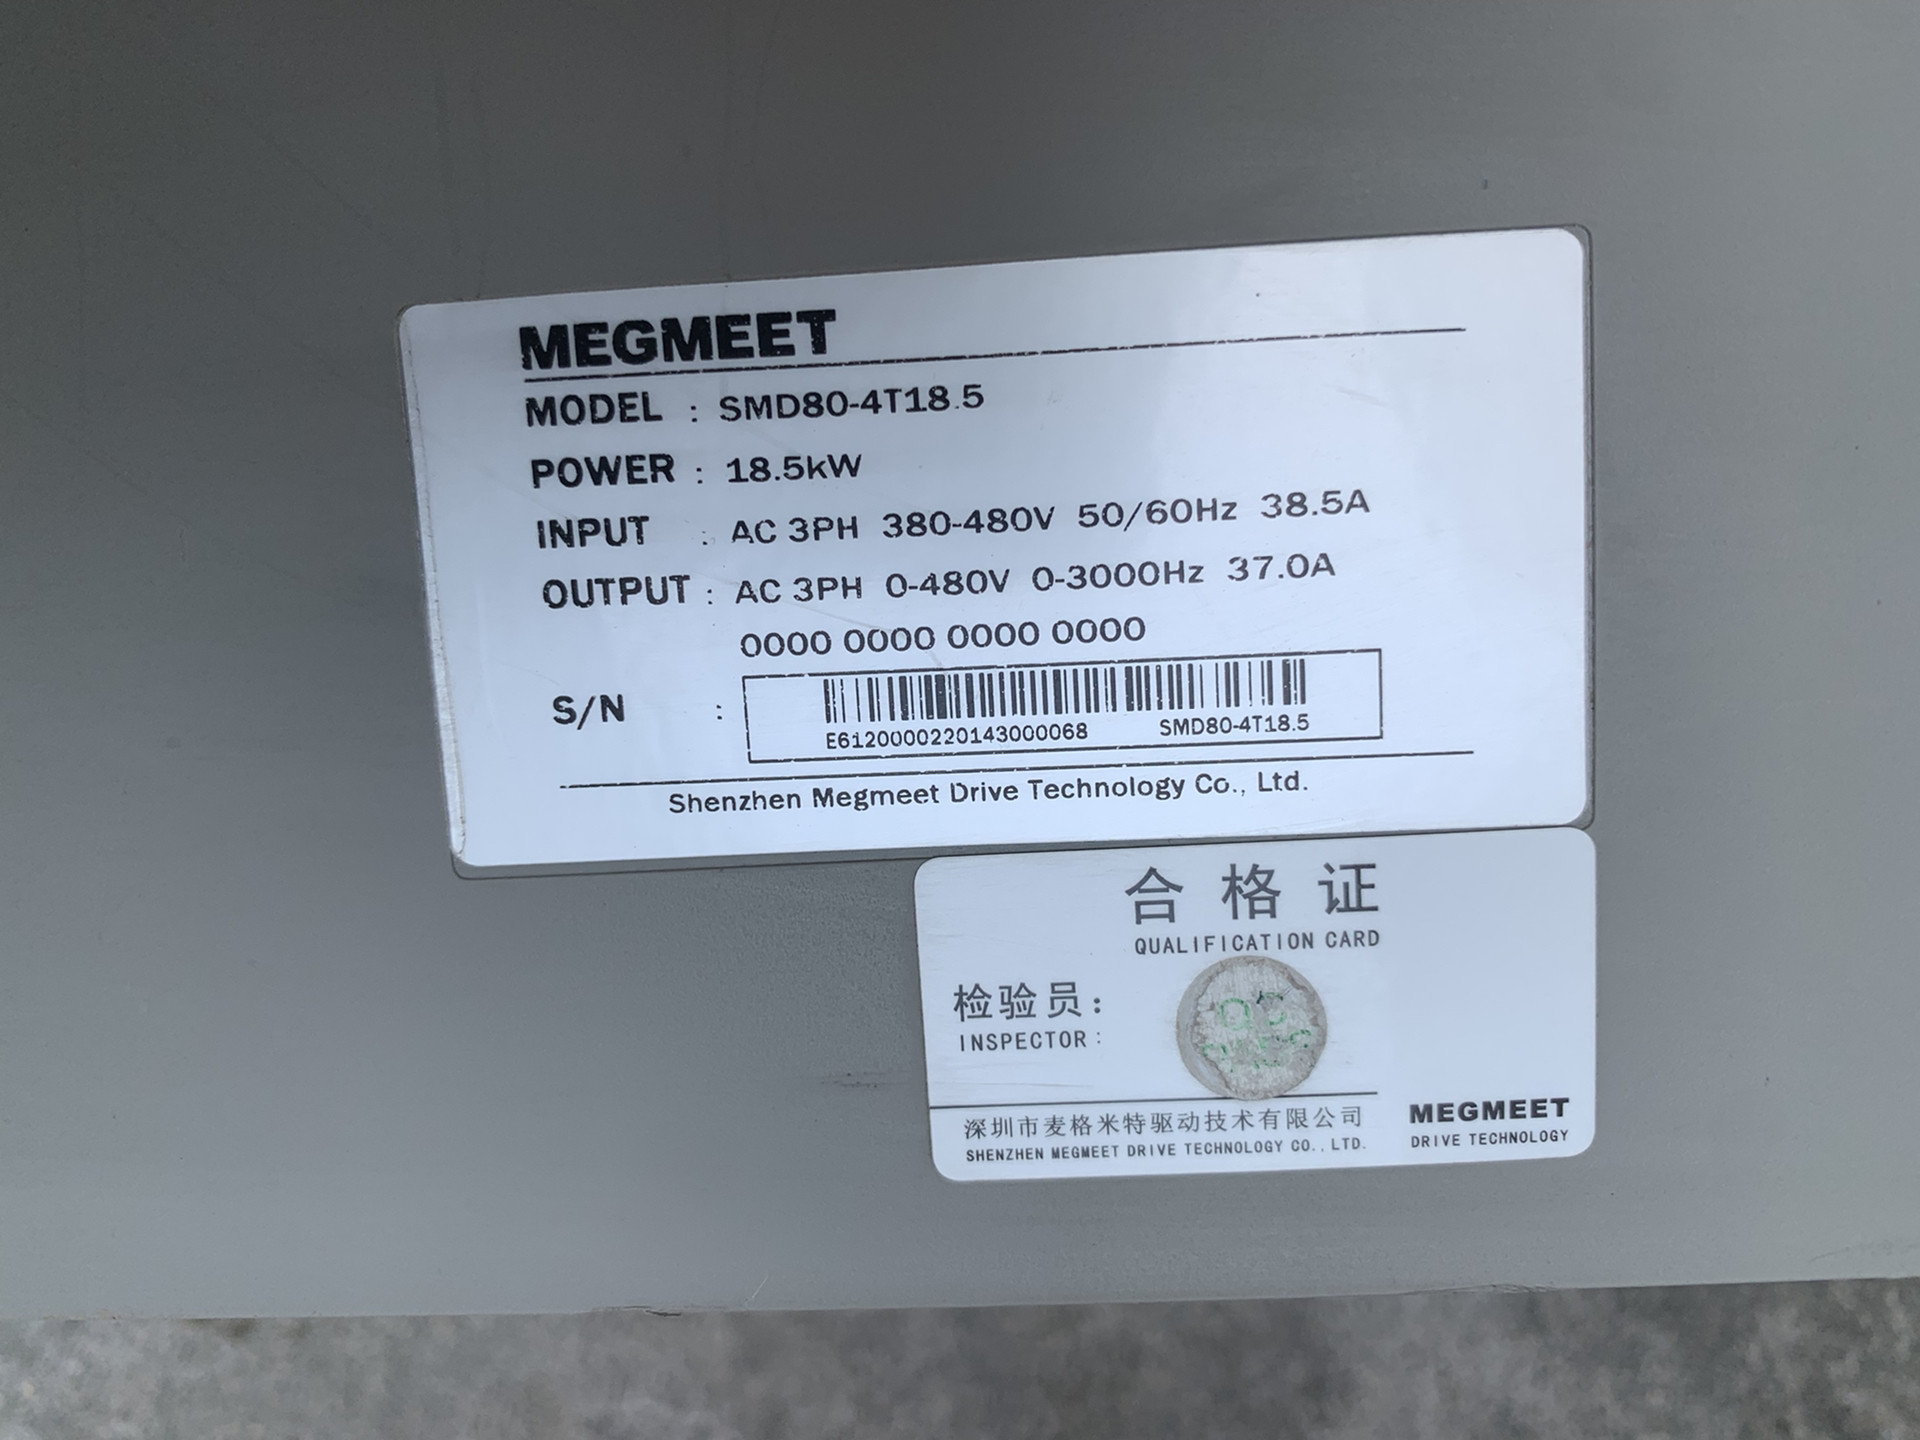 MEGMEET
MODEL : SMD80-4T18.5
POWER : 18.5kW
INPUT : AC 3PH 380-480V 50/60Hz 38.5A
OUTPUT : AC 3PH 0-480V 0-3000Hz 37.0A
0000 0000 0000 0000
S/N :
E6120000220143000068 SMD80-4T18.5
Shenzhen Megmeet Drive Technology Co., Ltd.
合格证
QUALIFICATION CARD
检验员:
INSPECTOR:
深圳市麦格米特驱动技术有限公司
SHENZHEN MEGMEET DRIVE TECHNOLOGY CO., LTD.
MEGMEET
DRIVE TECHNOLOGY